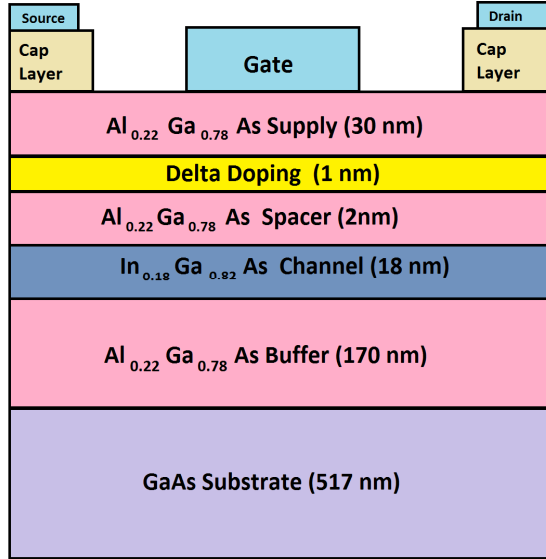 Source
Drain
Cap
Layer
Gate
Cap
Layer
Al 0.22 Ga 0.78 As Supply (30 nm)
Delta Doping (1 nm)
Al 0.22 Ga 0.78 As Spacer (2nm)
In 0.18 Ga 0.82 As Channel (18 nm)
Al 0.22 Ga 0.78 As Buffer (170 nm)
GaAs Substrate (517 nm)